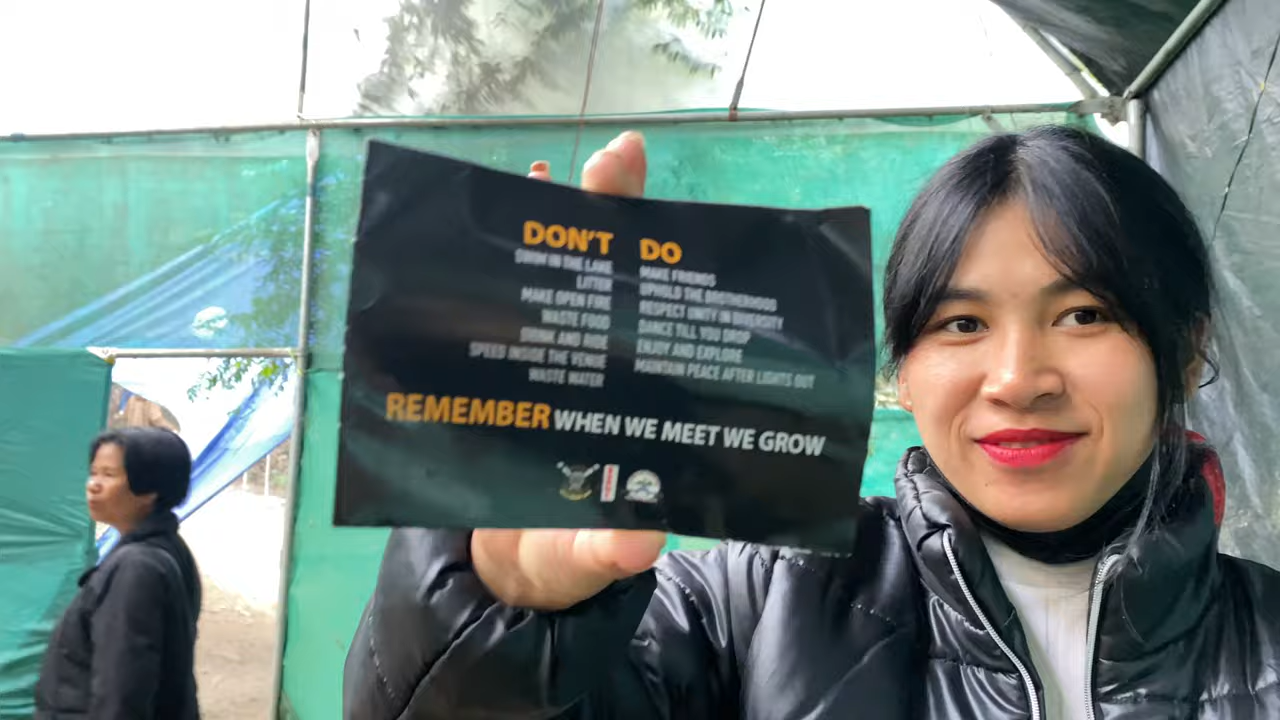 DON'T
SWIM IN THE LAKE
LITTER
MAKE OPEN FIRE
WASTE FOOD
DRINK AND RIDE
SPEED INSIDE THE VENUE
WASTE WATER
DO
MAKE FRIENDS
UPHOLD THE BROTHERHOOD
RESPECT UNITY IN DIVERSITY
DANCE TILL YOU DROP
ENJOY AND EXPLORE
MAINTAIN PEACE AFTER LIGHTS OUT
REMEMBER WHEN WE MEET WE GROW